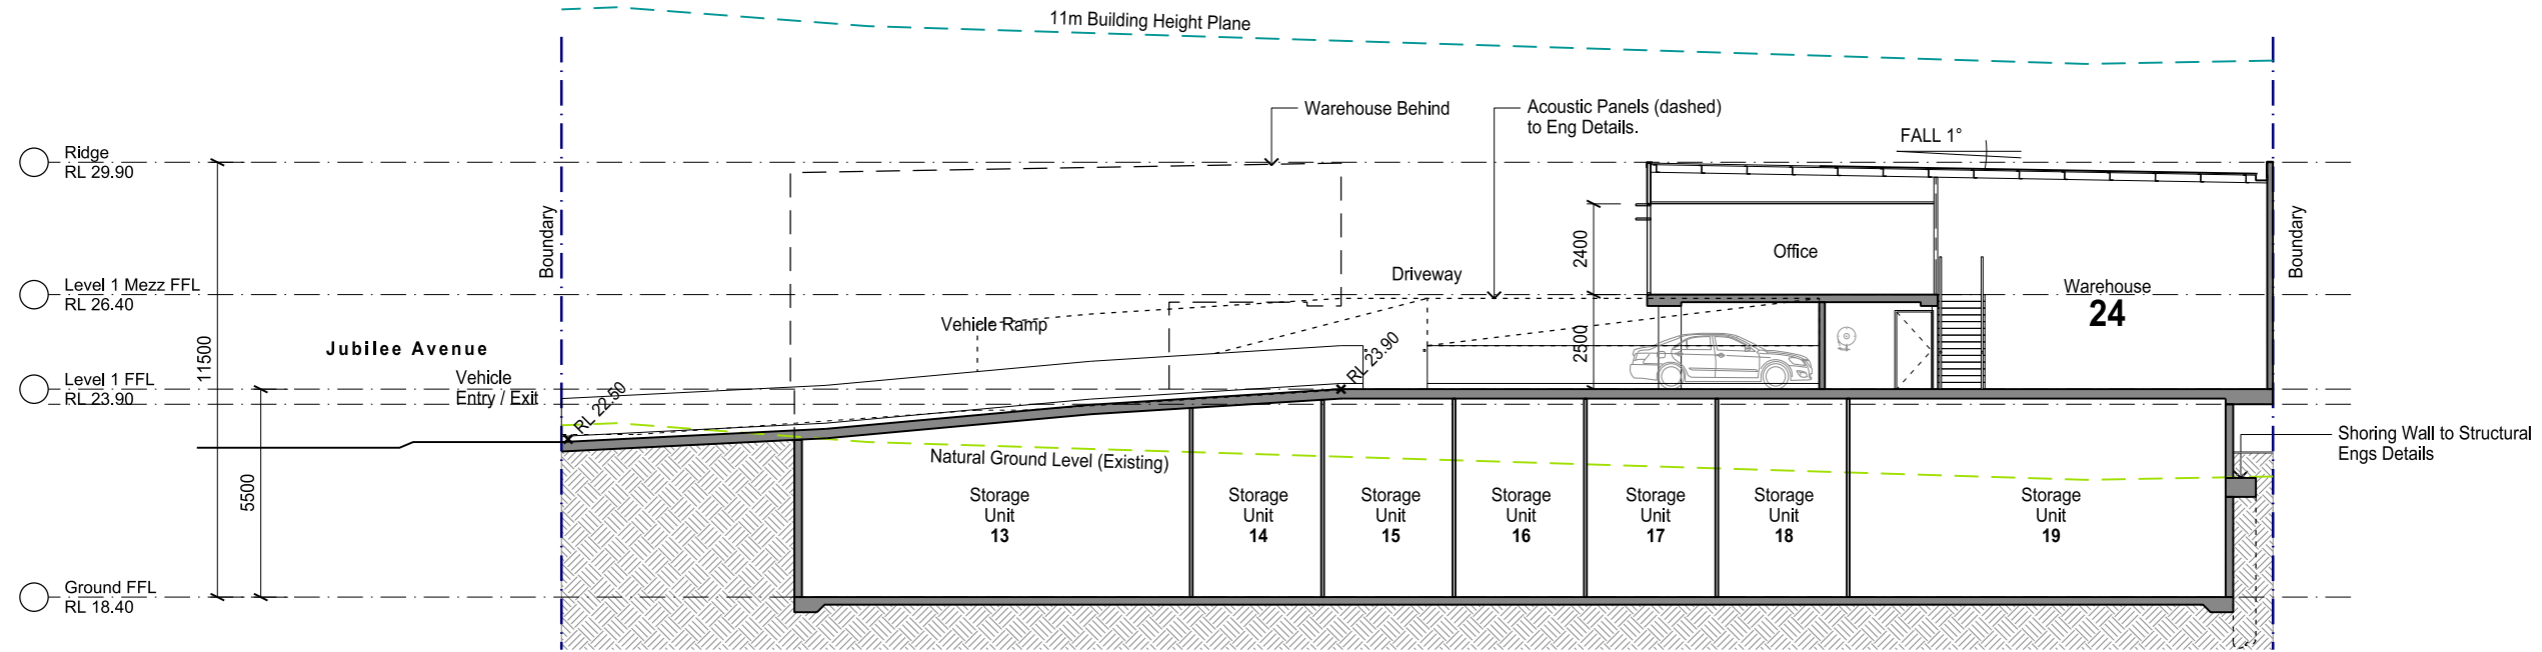 11m Building Height Plane
Warehouse Behind
Acoustic Panels (dashed)
to Eng Details.
FALL 1°
Ridge
RL 29.90
Boundary
Boundary
2400
Office
Driveway
Level 1 Mezz FFL
RL 26.40
Warehouse
24
Vehicle Ramp
2500
11500
Jubilee Avenue
RL 23.90
Level 1 FFL
RL 23.90
Vehicle
Entry / Exit
RL 22.50
Shoring Wall to Structural
Engs Details
Natural Ground Level (Existing)
5500
Storage
Unit
13
Storage
Unit
14
Storage
Unit
15
Storage
Unit
16
Storage
Unit
17
Storage
Unit
18
Storage
Unit
19
Ground FFL
RL 18.40